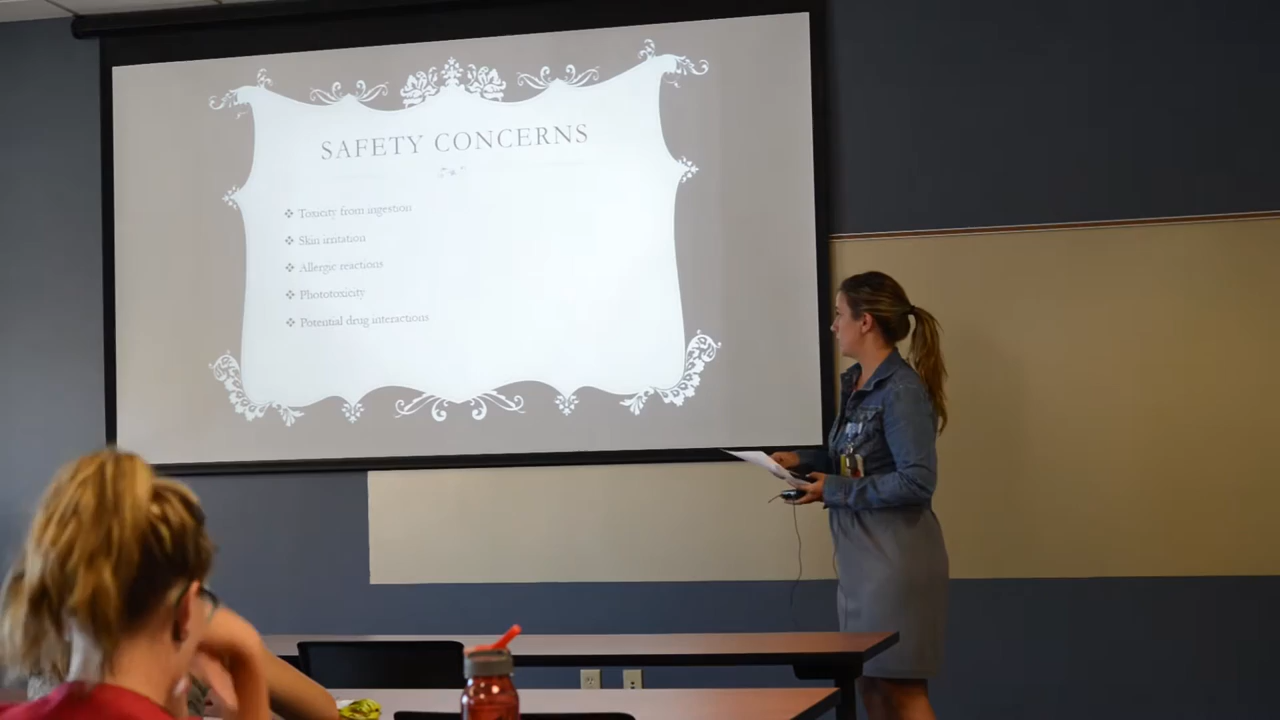 SAFETY CONCERNS
❖ Toxicity from ingestion
❖ Skin irritation
❖ Allergic reactions
❖ Phototoxicity
❖ Potential drug interactions